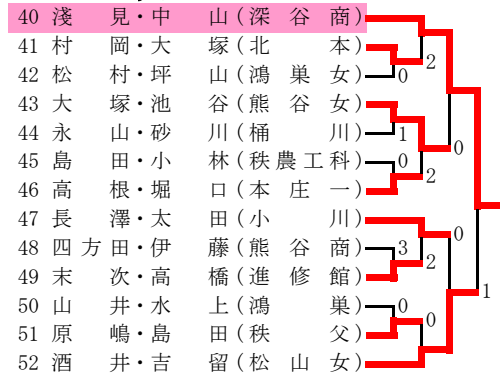 40 淺見・中山(深谷商)
41 村岡・大塚(北本)
42 松村・坪山(鴻巣女)
0
2
43 大塚・池谷(熊谷女)
44 永山・砂川(桶川)
1
0
45 島田・小林(秩農工科)
0
46 高根・堀口(本庄一)
2
47 長澤・太田(小川)
0
48 四方田・伊藤(熊谷商)
3
49 末次・高橋(進修館)
2
1
50 山井・水上(鴻巣)
0
51 原嶋・島田(秩父)
0
52 酒井・吉留(松山女)